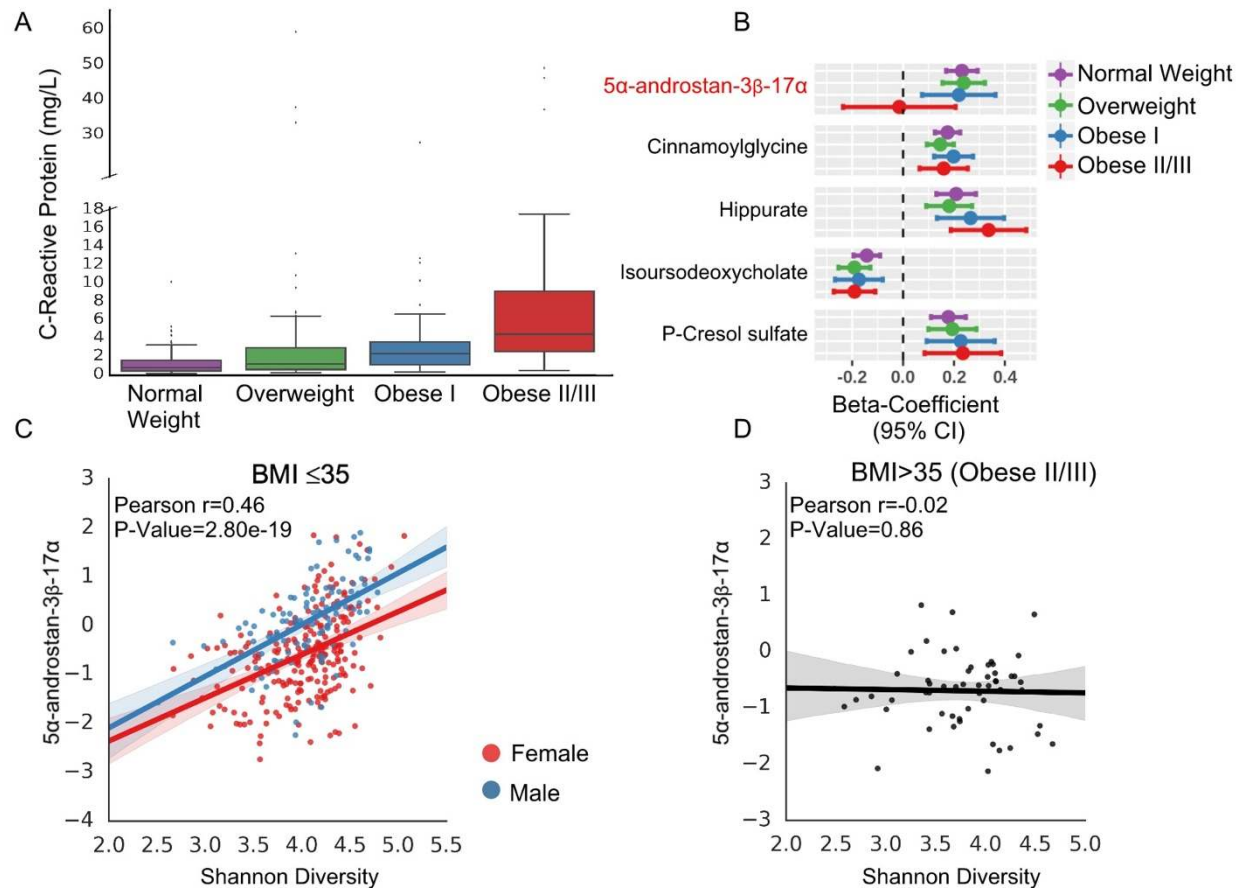 A
C-Reactive Protein (mg/L)
60
50
40
30
18
16
14
12
10
8
6
4
2
0
Normal
Weight
Overweight
Obese I
Obese II/III
B
5α-androstan-3β-17α
Cinnamoylglycine
Hippurate
Isoursodeoxycholate
P-Cresol sulfate
-0.2 0.0 0.2 0.4
Beta-Coefficient
(95% CI)
Normal Weight
Overweight
Obese I
Obese II/III
C
BMI ≤35
Pearson r=0.46
P-Value=2.80e-19
5α-androstan-3β-17α
3
2
1
0
−1
−2
−3
−4
2.0 2.5 3.0 3.5 4.0 4.5 5.0 5.5
Shannon Diversity
Female
Male
D
BMI>35 (Obese II/III)
Pearson r=-0.02
P-Value=0.86
5α-androstan-3β-17α
3
2
1
0
−1
−2
−3
2.0 2.5 3.0 3.5 4.0 4.5 5.0
Shannon Diversity